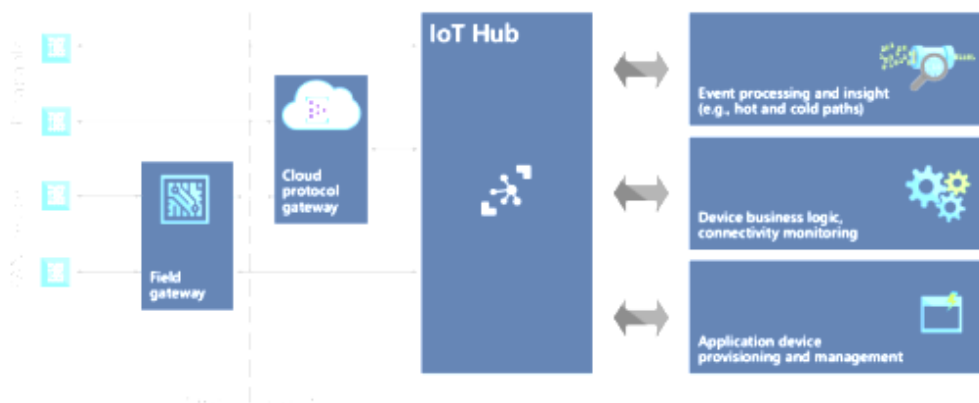 IoT Hub
Event processing and insight
(e.g., hot and cold paths)
Cloud
protocol
gateway
Device business logic,
connectivity monitoring
Field
gateway
Application device
provisioning and management